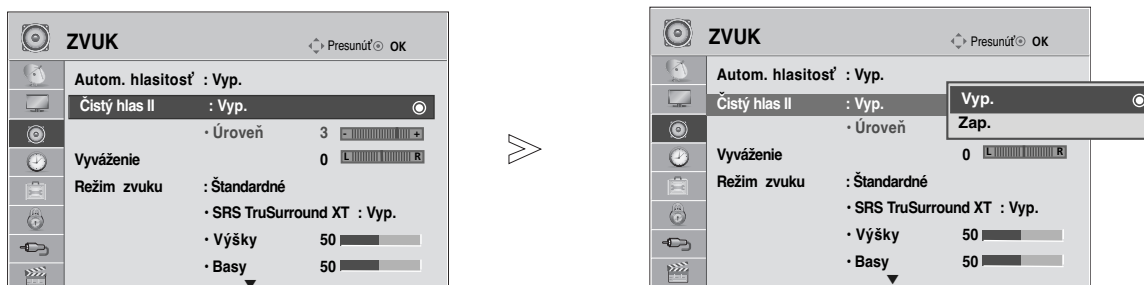 ZVUK
Presunúť OK
Autom. hlasitosť : Vyp.
Čistý hlas II : Vyp.
• Úroveň 3 - +
Vyváženie 0 L R
Režim zvuku : Štandardné
• SRS TruSurround XT : Vyp.
• Výšky 50
• Basy 50
ZVUK
Presunúť OK
Autom. hlasitosť : Vyp.
Čistý hlas II : Vyp.
• Úroveň
Vyp.
Zap.
Vyváženie 0 L R
Režim zvuku : Štandardné
• SRS TruSurround XT : Vyp.
• Výšky 50
• Basy 50